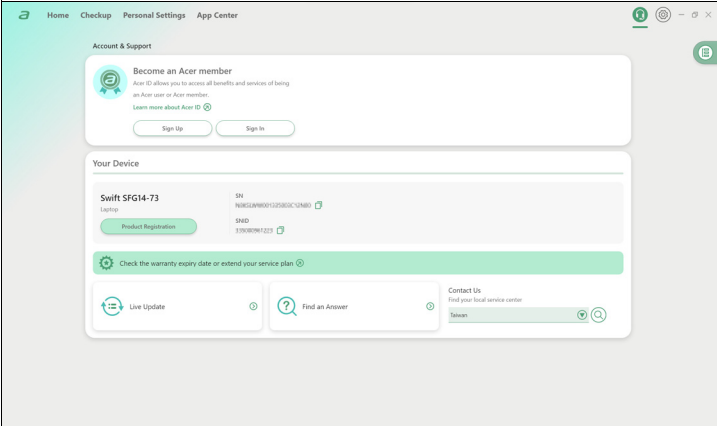 a
Home Checkup Personal Settings App Center
Account & Support
Become an Acer member
Acer ID allows you to access all benefits and services of being
an Acer user or Acer member.
Learn more about Acer ID
Sign Up Sign In
Your Device
Swift SFG14-73
Laptop
Product Registration
SN
SNID
Check the warranty expiry date or extend your service plan
Live Update
Find an Answer
Contact Us
Find your local service center
Taiwan